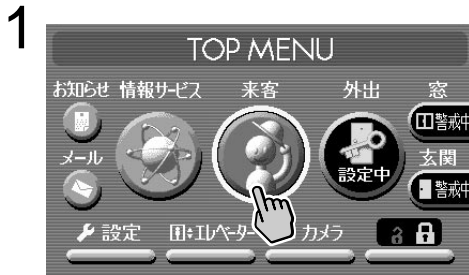 1
TOP MENU
お知らせ 情報サービス 来客 外出 窓
警戒中
メール
設定中
玄関
警戒中
設定 エレベーター カメラ